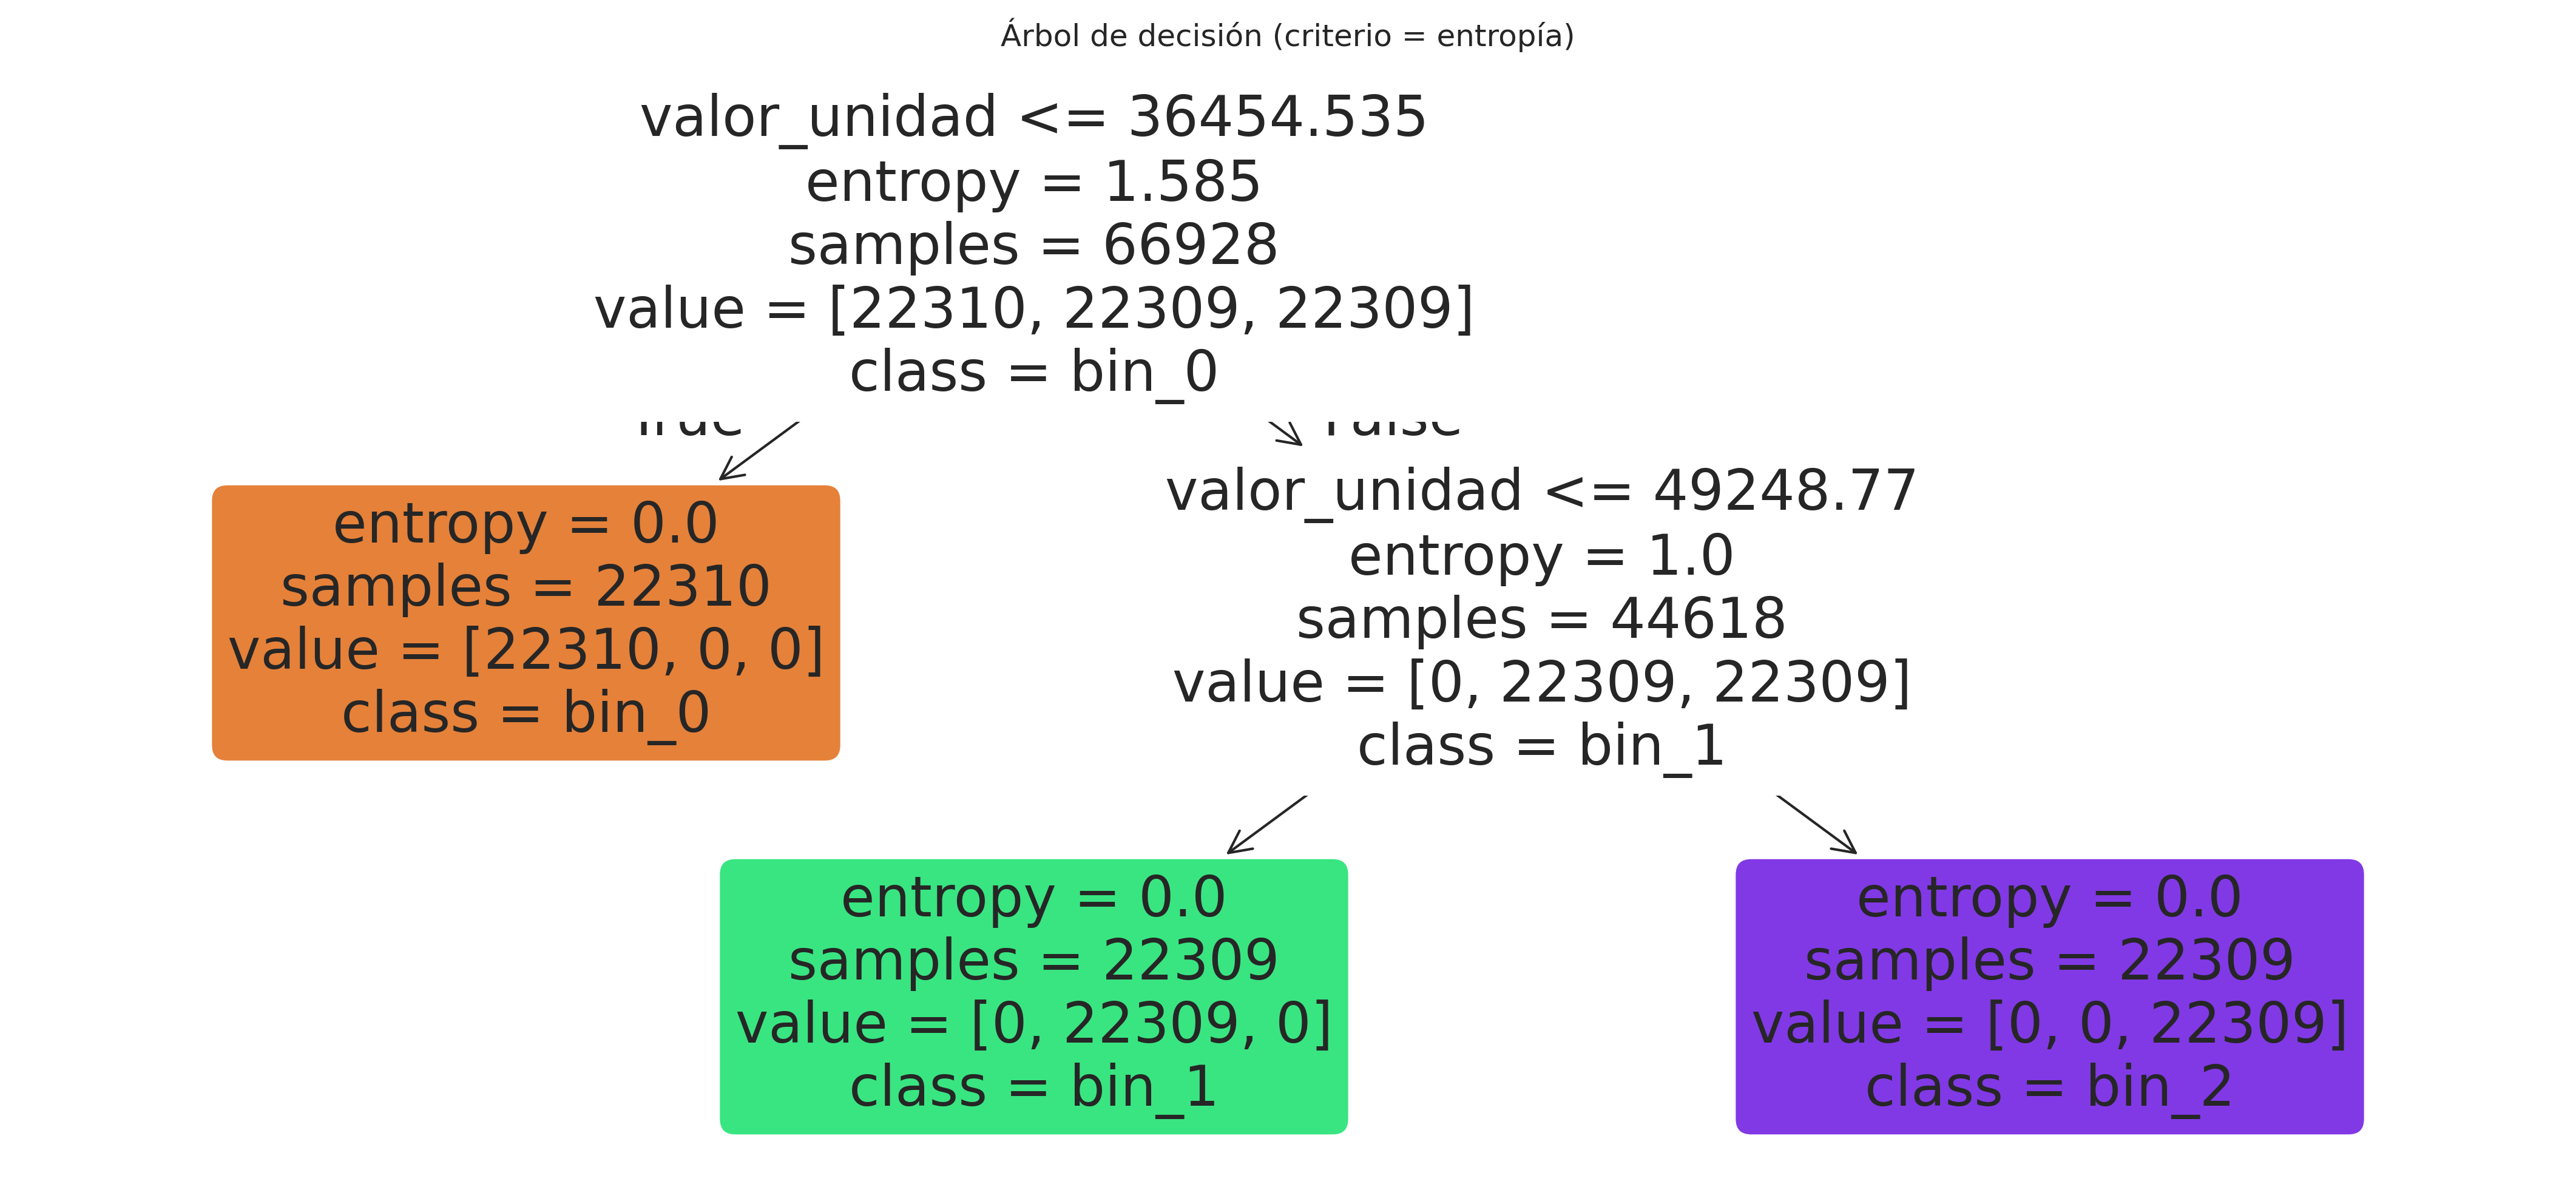 Árbol de decisión (criterio = entropía)
valor_unidad <= 36454.535
entropy = 1.585
samples = 66928
value = [22310, 22309, 22309]
class = bin_0
True
False
entropy = 0.0
samples = 22310
value = [22310, 0, 0]
class = bin_0
valor_unidad <= 49248.77
entropy = 1.0
samples = 44618
value = [0, 22309, 22309]
class = bin_1
entropy = 0.0
samples = 22309
value = [0, 22309, 0]
class = bin_1
entropy = 0.0
samples = 22309
value = [0, 0, 22309]
class = bin_2